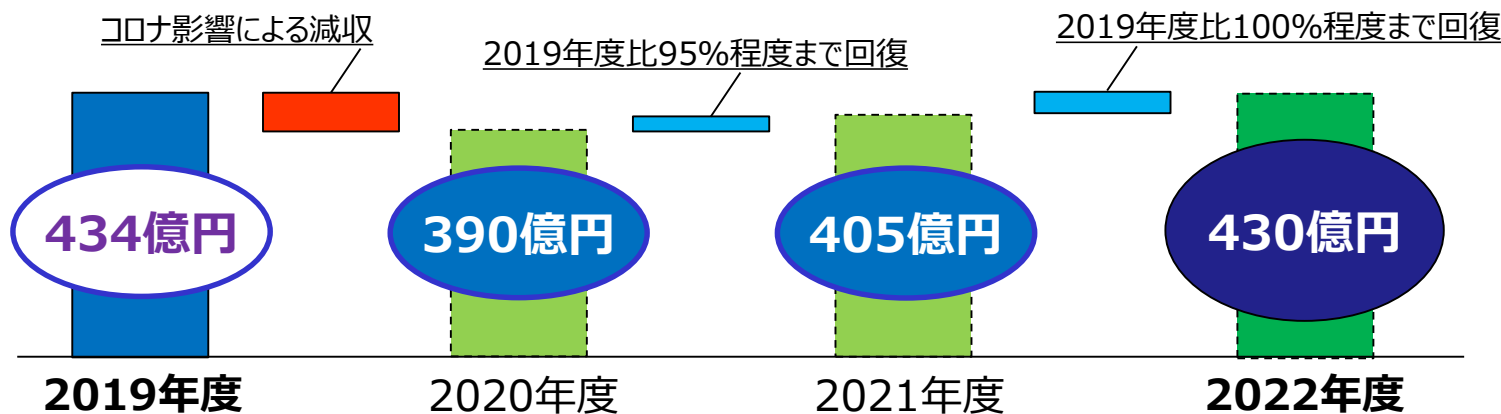 コロナ影響による減収
2019年度比95%程度まで回復
2019年度比100%程度まで回復
434億円
390億円
405億円
430億円
2019年度
2020年度
2021年度
2022年度